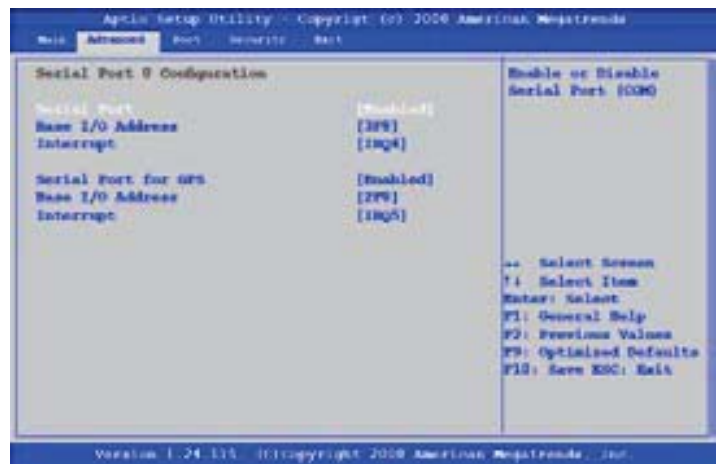 Aptio Setup Utility - Copyright (c) 2008 American Megatrends
Main Advanced Boot Security Exit
Serial Port 0 Configuration
Serial Port [Enabled]
Base I/O Address [3F8]
Interrupt [IRQ4]
Serial Port for GPS [Enabled]
Base I/O Address [2F8]
Interrupt [IRQ5]
Enable or Disable
Serial Port (COM)
Select Screen
↑↓ Select Item
Enter: Select
F1: General Help
F2: Previous Values
F9: Optimized Defaults
F10: Save ESC: Exit
Version 1.24.115. (C)Copyright 2008 American Megatrends, Inc.